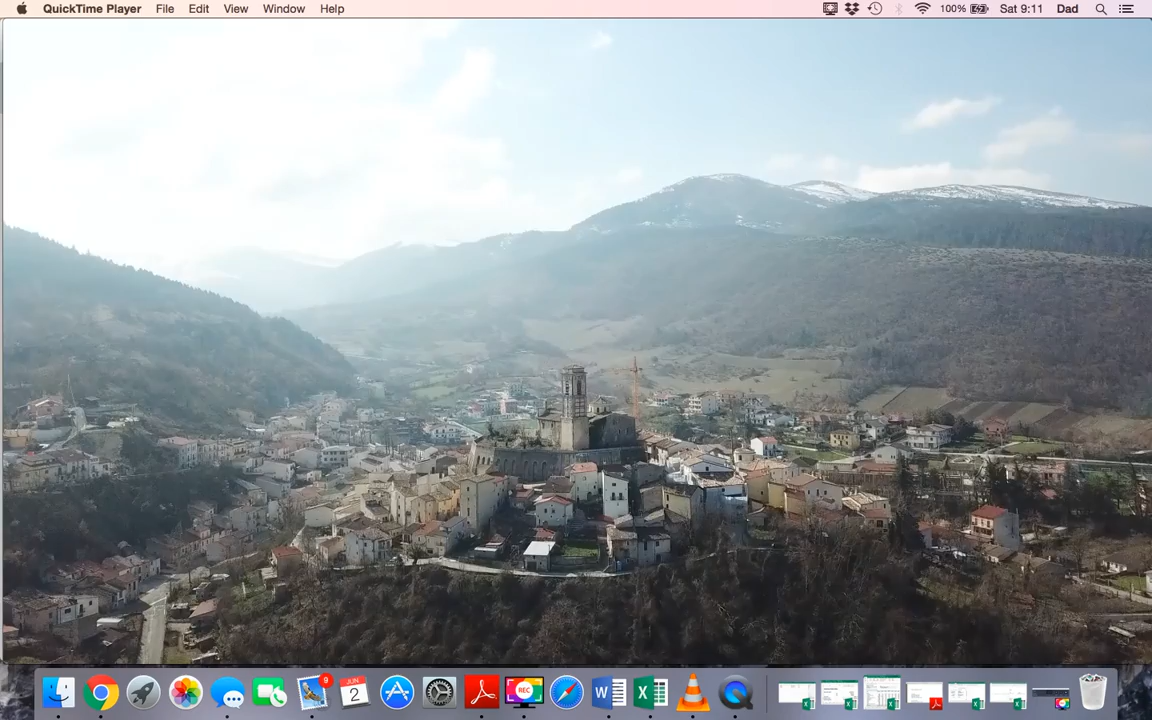 QuickTime Player File Edit View Window Help 100% Sat 9:11 Dad
9
JUN
2
REC